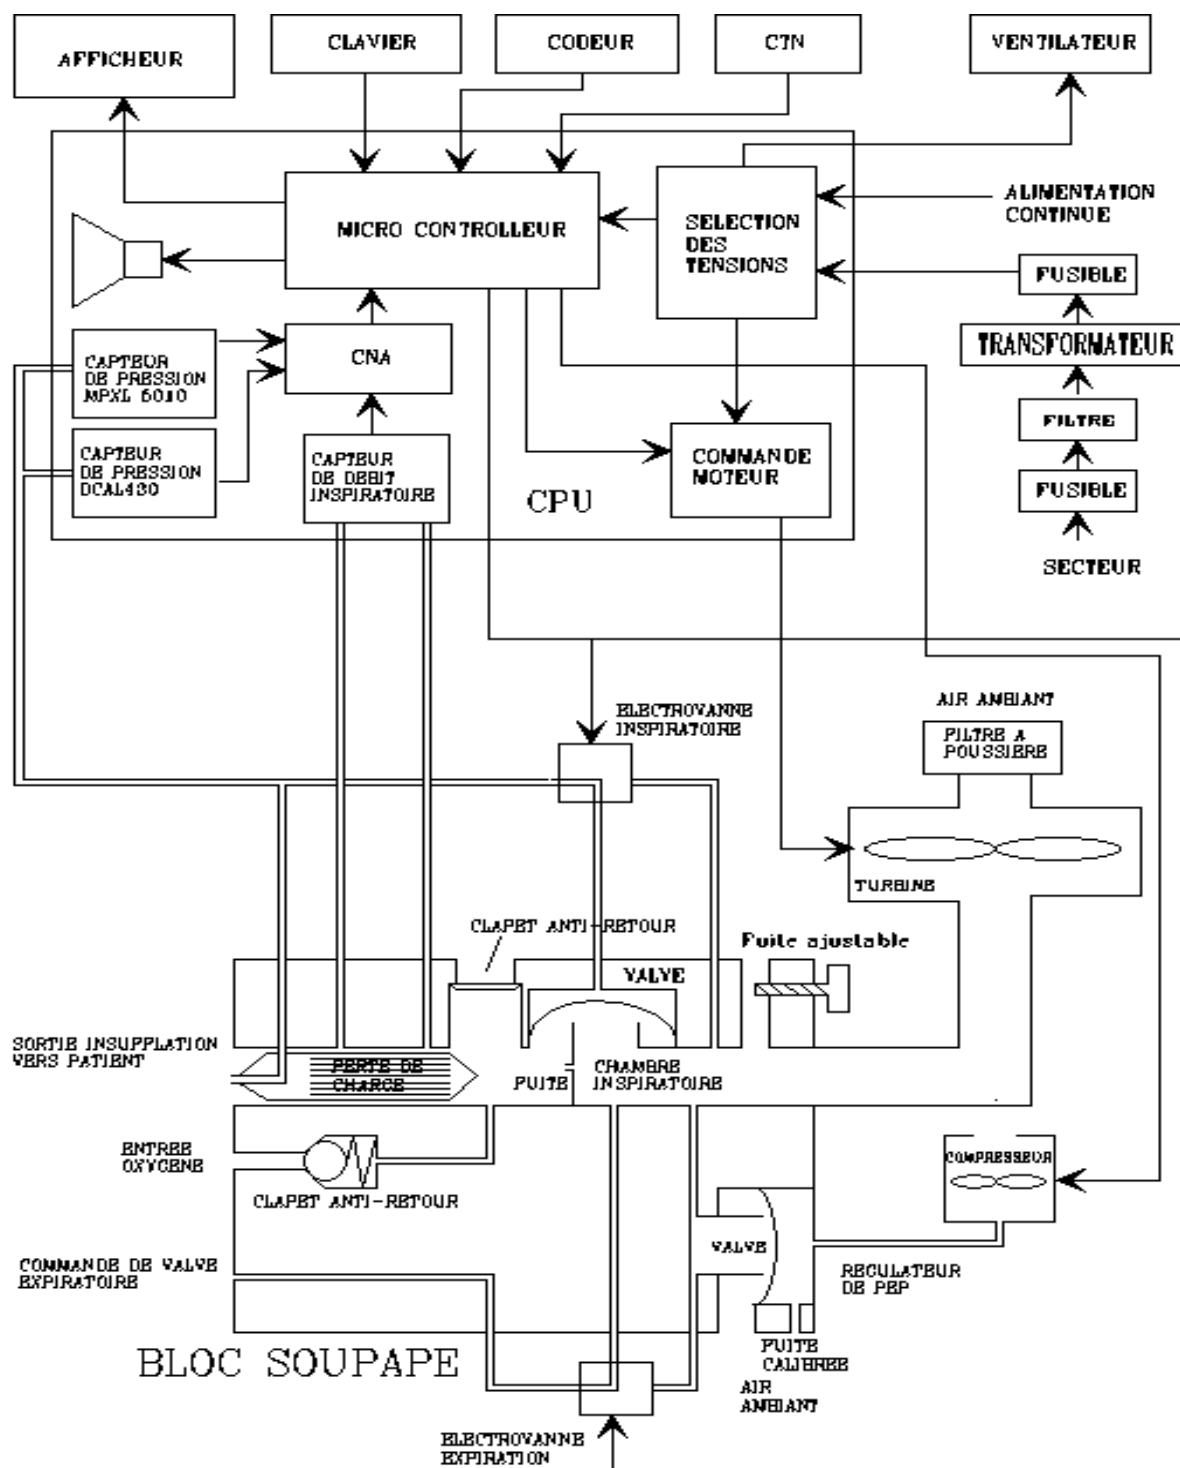 AFFICHEUR
CLAVIER
CODEUR
CTN
VENTILATEUR
MICRO CONTROLLEUR
SELECTION
DES
TENSIONS
ALIMENTATION
CONTINUE
FUSIBLE
TRANSFORMATEUR
FILTRE
FUSIBLE
SECTEUR
CAPTEUR
DE PRESSION
MPXL 5010
CNA
CAPTEUR
DE PRESSION
DCAL430
CAPTEUR
DE DEBIT
INSPIRATOIRE
COMMANDE
MOTEUR
CPU
ELECTROVANNE
INSPIRATOIRE
AIR AMBIANT
FILTRE A
POUSSIERE
TURBINE
CLAPET ANTI-RETOUR
Fuite ajustable
VALVE
SORTIE INSUFFLATION
VERS PATIENT
PERTE DE
CHARGE
FUITE
CHAMBRE
INSPIRATOIRE
ENTREE
OXYGENE
CLAPET ANTI-RETOUR
COMPRESSEUR
VALVE
COMMANDE DE VALVE
EXPIRATOIRE
REGULATEUR
DE PEP
FUITE
CALIBREE
AIR
AMBIANT
BLOC SOUPAPE
ELECTROVANNE
EXPIRATION